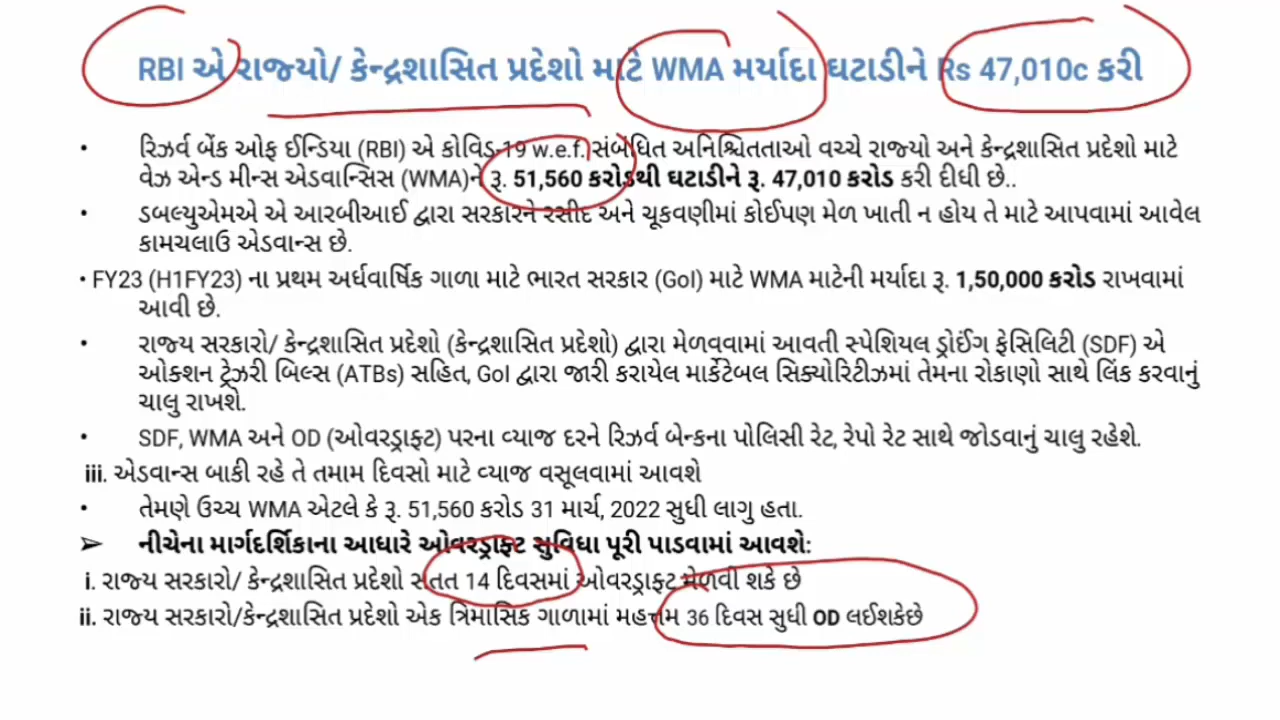 RBI એ રાજ્યો/ કેન્દ્રશાસિત પ્રદેશો માટે WMA મર્યાદા ઘટાડીને Rs 47,010c કરી
• રિઝર્વ બેંક ઓફ ઈન્ડિયા (RBI) એ કોવિડ-19 w.e.f. સંબંધિત અનિશ્ચિતતાઓ વચ્ચે રાજ્યો અને કેન્દ્રશાસિત પ્રદેશો માટે
વેઝ એન્ડ મીન્સ એડવાન્સિસ (WMA)ને રૂ. 51,560 કરોડથી ઘટાડીને રૂ. 47,010 કરોડ કરી દીધી છે..
• ડબલ્યુએમએ એ આરબીઆઈ દ્વારા સરકારને રસીદ અને ચૂકવણીમાં કોઈપણ મેળ ખાતી ન હોય તે માટે આપવામાં આવેલ
કામચલાઉ એડવાન્સ છે.
• FY23 (H1FY23) ના પ્રથમ અર્ધવાર્ષિક ગાળા માટે ભારત સરકાર (GoI) માટે WMA માટેની મર્યાદા રૂ. 1,50,000 કરોડ રાખવામાં
આવી છે.
• રાજ્ય સરકારો/ કેન્દ્રશાસિત પ્રદેશો (કેન્દ્રશાસિત પ્રદેશો) દ્વારા મેળવવામાં આવતી સ્પેશિયલ ડ્રોઈંગ ફેસિલિટી (SDF) એ
ઓક્શન ટ્રેઝરી બિલ્સ (ATBs) સહિત, GoI દ્વારા જારી કરાયેલ માર્કેટેબલ સિક્યોરિટીઝમાં તેમના રોકાણો સાથે લિંક કરવાનું
ચાલુ રાખશે.
• SDF, WMA અને OD (ઓવરડ્રાફ્ટ) પરના વ્યાજ દરને રિઝર્વ બેન્કના પોલિસી રેટ, રેપો રેટ સાથે જોડવાનું ચાલુ રહેશે.
iii. એડવાન્સ બાકી રહે તે તમામ દિવસો માટે વ્યાજ વસૂલવામાં આવશે
• તેમણે ઉચ્ચ WMA એટલે કે રૂ. 51,560 કરોડ 31 માર્ચ, 2022 સુધી લાગુ હતા.
➢ નીચેના માર્ગદર્શિકાના આધારે ઓવરડ્રાફ્ટ સુવિધા પૂરી પાડવામાં આવશે:
i. રાજ્ય સરકારો/ કેન્દ્રશાસિત પ્રદેશો સતત 14 દિવસમાં ઓવરડ્રાફ્ટ મેળવી શકે છે
ii. રાજ્ય સરકારો/કેન્દ્રશાસિત પ્રદેશો એક ત્રિમાસિક ગાળામાં મહત્તમ 36 દિવસ સુધી OD લઈશકેછે